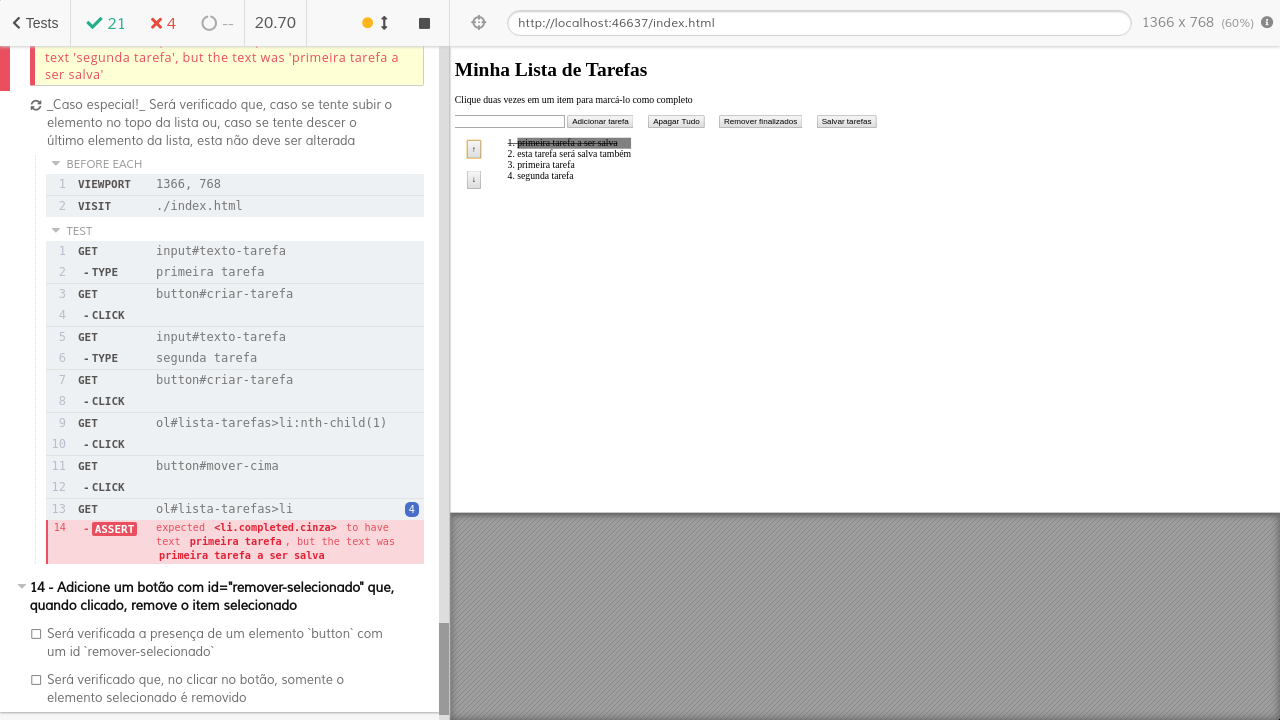 Tests
21
4
--
20.70
http://localhost:46637/index.html
1366 x 768 (60%)
text 'segunda tarefa', but the text was 'primeira tarefa a
ser salva'
_Caso especial!_ Será verificado que, caso se tente subir o
elemento no topo da lista ou, caso se tente descer o
último elemento da lista, esta não deve ser alterada
BEFORE EACH
1 VIEWPORT 1366, 768
2 VISIT ./index.html
TEST
1 GET input#texto-tarefa
2 - TYPE primeira tarefa
3 GET button#criar-tarefa
4 - CLICK
5 GET input#texto-tarefa
6 - TYPE segunda tarefa
7 GET button#criar-tarefa
8 - CLICK
9 GET ol#lista-tarefas>li:nth-child(1)
10 - CLICK
11 GET button#mover-cima
12 - CLICK
13 GET ol#lista-tarefas>li 4
14 - ASSERT expected <li.completed.cinza> to have
text primeira tarefa, but the text was
primeira tarefa a ser salva
14 - Adicione um botão com id="remover-selecionado" que,
quando clicado, remove o item selecionado
Será verificada a presença de um elemento `button` com
um id `remover-selecionado`
Será verificado que, no clicar no botão, somente o
elemento selecionado é removido
Minha Lista de Tarefas
Clique duas vezes em um item para marcá-lo como completo
Adicionar tarefa
Apagar Tudo
Remover finalizados
Salvar tarefas
↑
↓
1. primeira tarefa a ser salva
2. esta tarefa será salva também
3. primeira tarefa
4. segunda tarefa